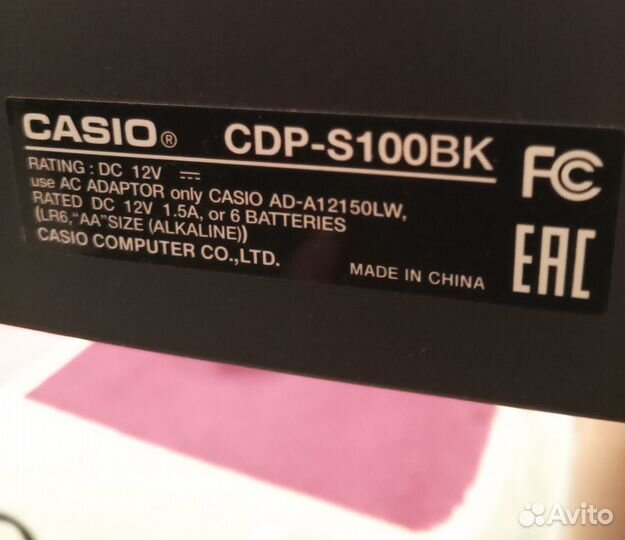 CASIO® CDP-S100BK
RATING : DC 12V ⎓
use AC ADAPTOR only CASIO AD-A12150LW,
RATED DC 12V 1.5A, or 6 BATTERIES
(LR6,"AA"SIZE (ALKALINE))
CASIO COMPUTER CO.,LTD.
MADE IN CHINA
FC
EAC
Avito